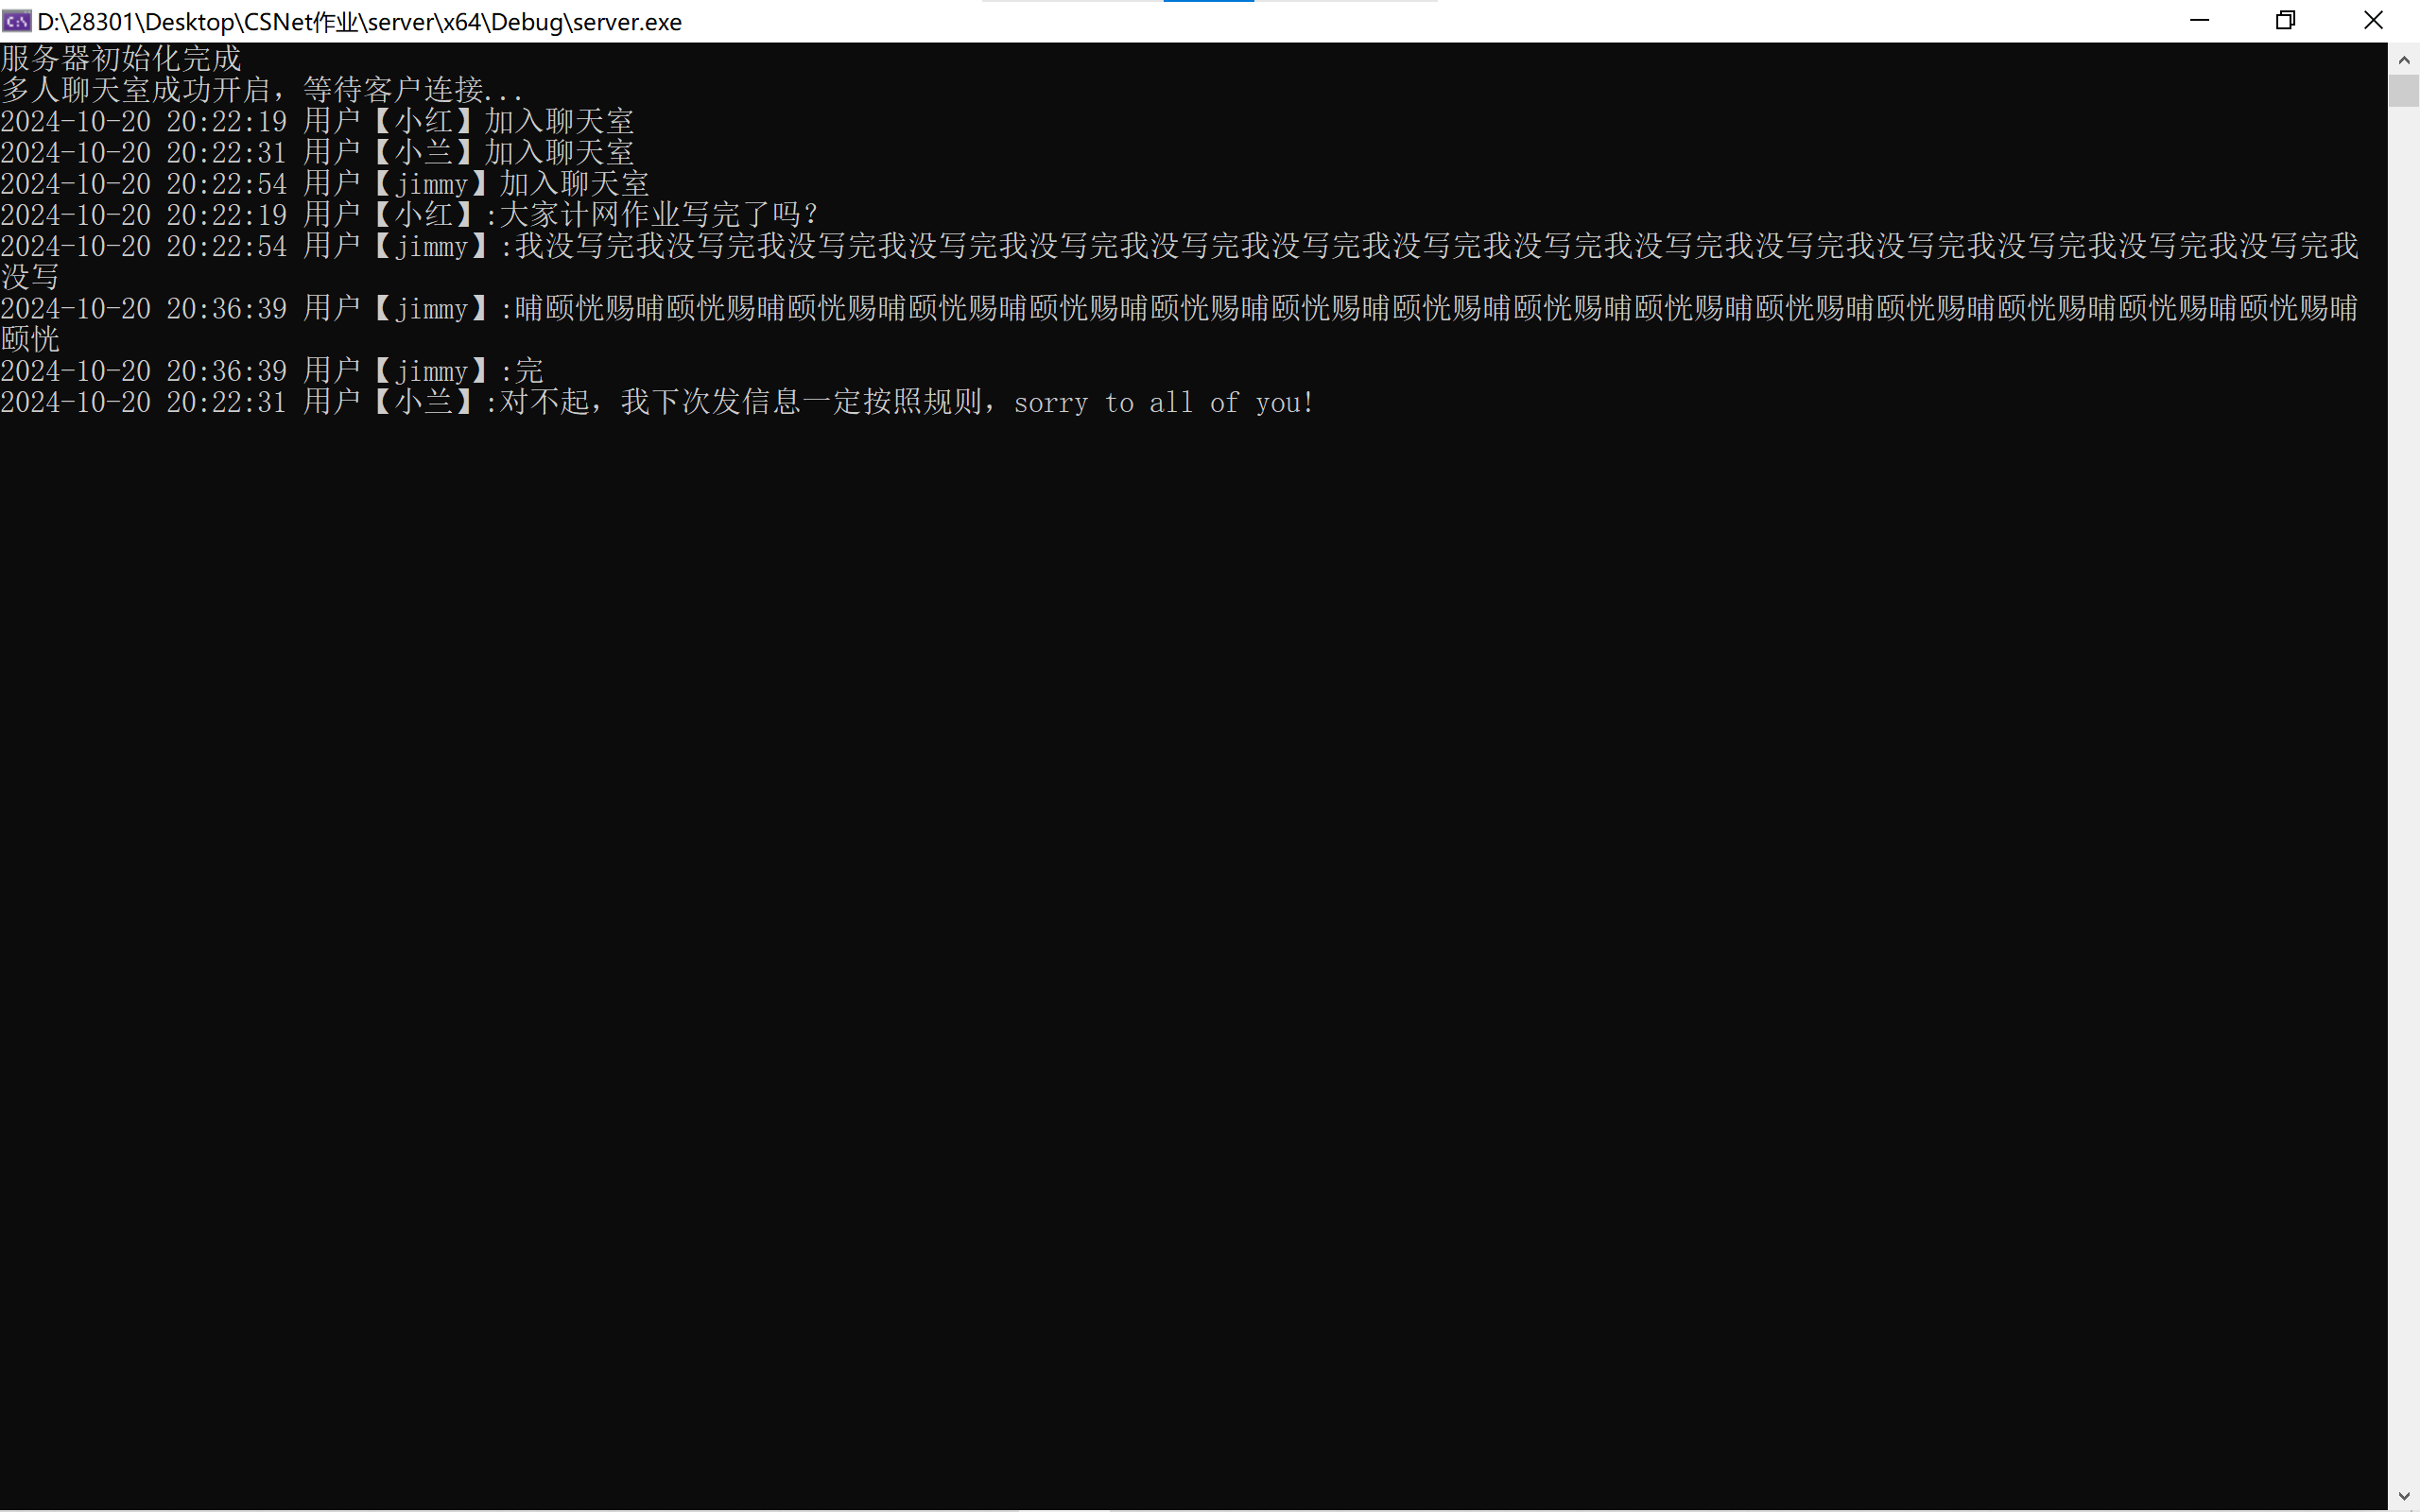 D:\28301\Desktop\CSNet作业\server\x64\Debug\server.exe
服务器初始化完成
多人聊天室成功开启，等待客户连接...
2024-10-20 20:22:19 用户【小红】加入聊天室
2024-10-20 20:22:31 用户【小兰】加入聊天室
2024-10-20 20:22:54 用户【jimmy】加入聊天室
2024-10-20 20:22:19 用户【小红】:大家计网作业写完了吗？
2024-10-20 20:22:54 用户【jimmy】:我没写完我没写完我没写完我没写完我没写完我没写完我没写完我没写完我没写完我没写完我没写完我没写完我没写完我没写完我没写完我
没写
2024-10-20 20:36:39 用户【jimmy】:晡颐恍赐晡颐恍赐晡颐恍赐晡颐恍赐晡颐恍赐晡颐恍赐晡颐恍赐晡颐恍赐晡颐恍赐晡颐恍赐晡颐恍赐晡颐恍赐晡颐恍赐晡颐恍赐晡颐恍赐晡
颐恍
2024-10-20 20:36:39 用户【jimmy】:完
2024-10-20 20:22:31 用户【小兰】:对不起，我下次发信息一定按照规则，sorry to all of you!